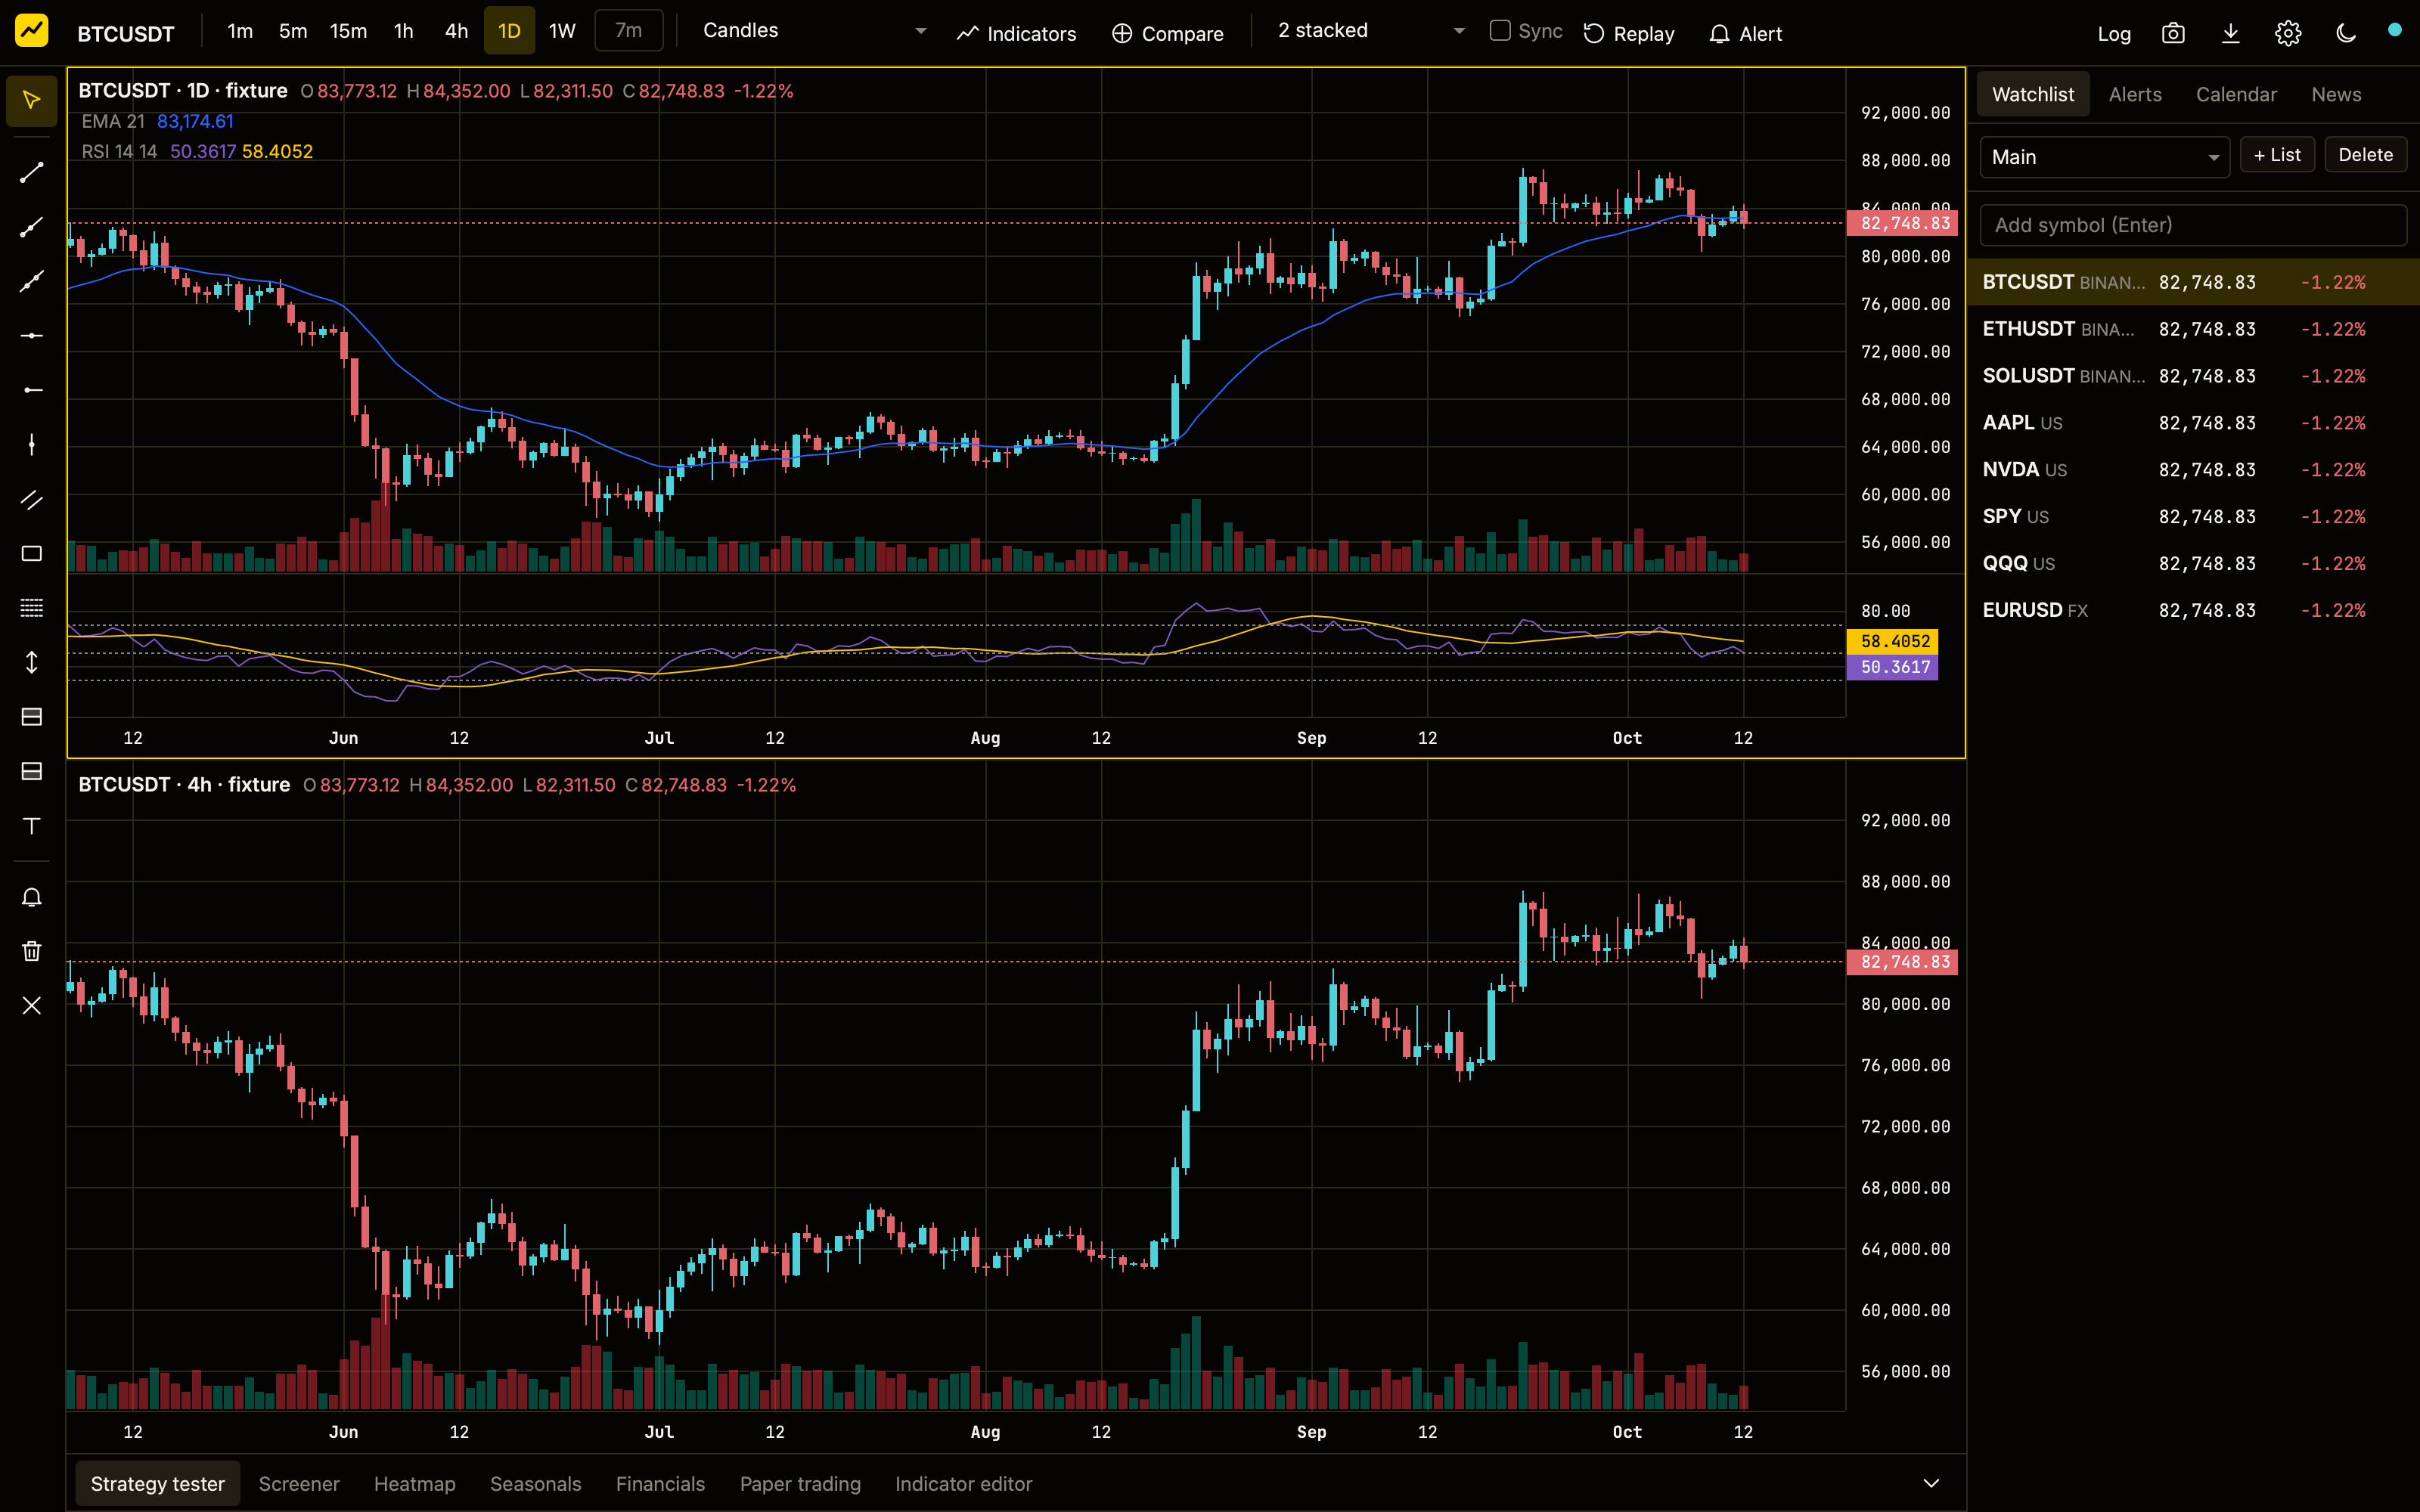 BTCUSDT 1m 5m 15m 1h 4h 1D 1W 7m Candles Indicators Compare 2 stacked Sync Replay Alert Log
BTCUSDT · 1D · fixture O 83,773.12 H 84,352.00 L 82,311.50 C 82,748.83 -1.22%
EMA 21 83,174.61
RSI 14 14 50.3617 58.4052
92,000.00
88,000.00
84,000.00
82,748.83
80,000.00
76,000.00
72,000.00
68,000.00
64,000.00
60,000.00
56,000.00
80.00
58.4052
50.3617
12 Jun 12 Jul 12 Aug 12 Sep 12 Oct 12
BTCUSDT · 4h · fixture O 83,773.12 H 84,352.00 L 82,311.50 C 82,748.83 -1.22%
92,000.00
88,000.00
84,000.00
82,748.83
80,000.00
76,000.00
72,000.00
68,000.00
64,000.00
60,000.00
56,000.00
12 Jun 12 Jul 12 Aug 12 Sep 12 Oct 12
Strategy tester Screener Heatmap Seasonals Financials Paper trading Indicator editor
Watchlist Alerts Calendar News
Main + List Delete
Add symbol (Enter)
BTCUSDT BINAN... 82,748.83 -1.22%
ETHUSDT BINA... 82,748.83 -1.22%
SOLUSDT BINAN... 82,748.83 -1.22%
AAPL US 82,748.83 -1.22%
NVDA US 82,748.83 -1.22%
SPY US 82,748.83 -1.22%
QQQ US 82,748.83 -1.22%
EURUSD FX 82,748.83 -1.22%